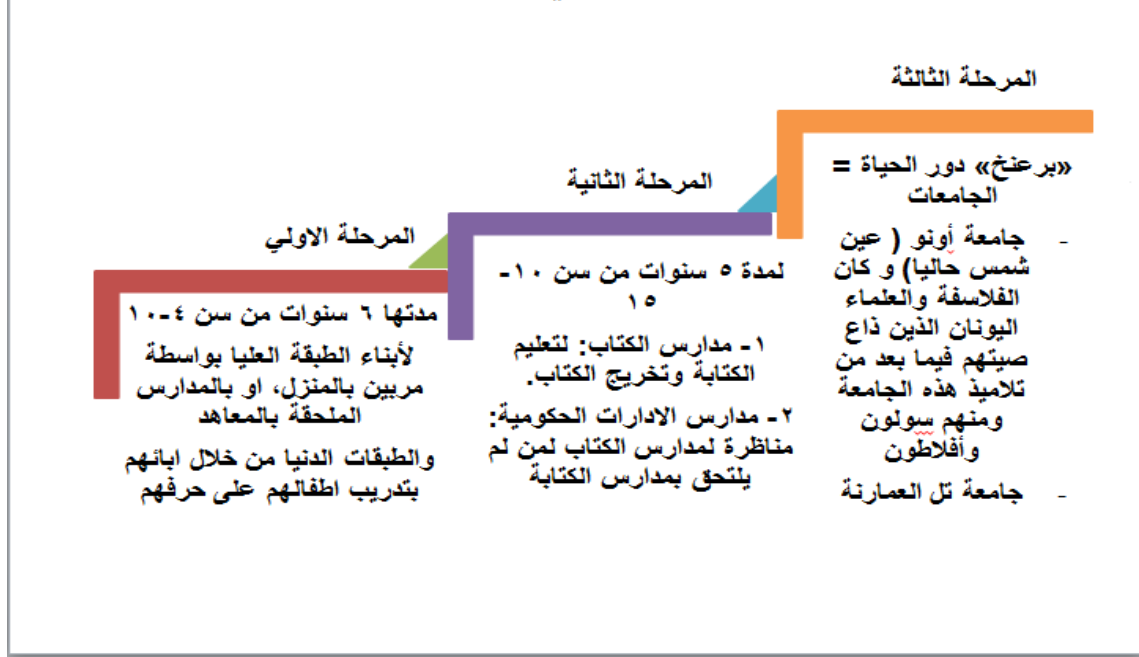 المرحلة الاولي
مدتها ٦ سنوات من سن ٤-١٠
لأبناء الطبقة العليا بواسطة
مربين بالمنزل، او بالمدارس
الملحقة بالمعاهد
والطبقات الدنيا من خلال ابائهم
بتدريب اطفالهم على حرفهم
المرحلة الثانية
لمدة ٥ سنوات من سن ١٠-
١٥
١- مدارس الكتاب: لتعليم
الكتابة وتخريج الكتاب.
٢- مدارس الادارات الحكومية:
مناظرة لمدارس الكتاب لمن لم
يلتحق بمدارس الكتابة
المرحلة الثالثة
«برعنخ» دور الحياة =
الجامعات
- جامعة أونو ( عين
شمس حاليا) و كان
الفلاسفة والعلماء
اليونان الذين ذاع
صيتهم فيما بعد من
تلاميذ هذه الجامعة
ومنهم سولون
وأفلاطون
- جامعة تل العمارنة